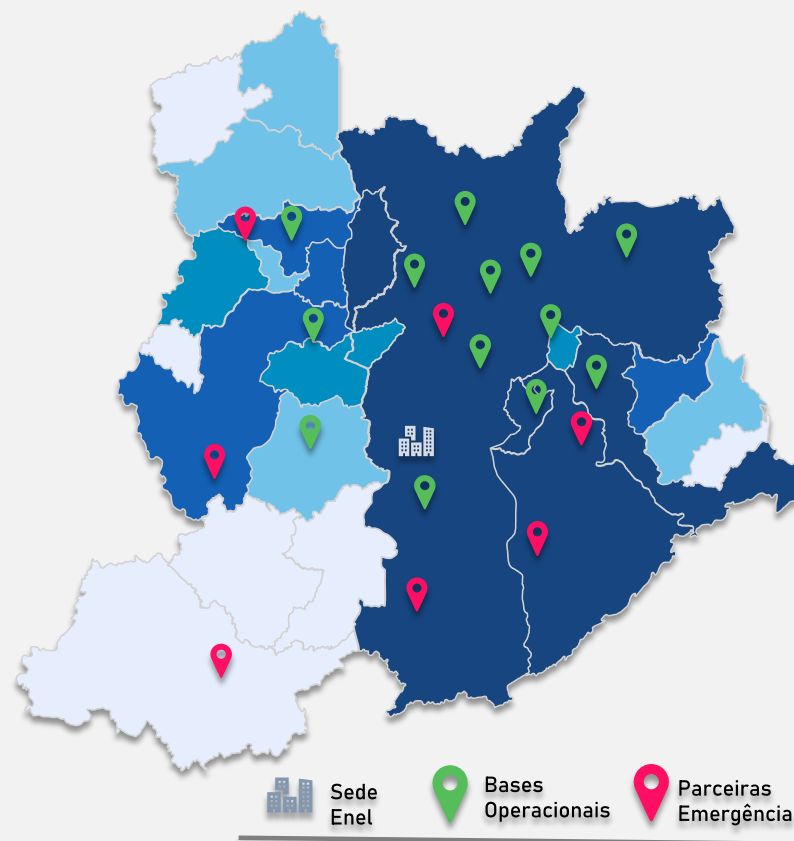 Sede
Enel
Bases
Operacionais
Parceiras
Emergência